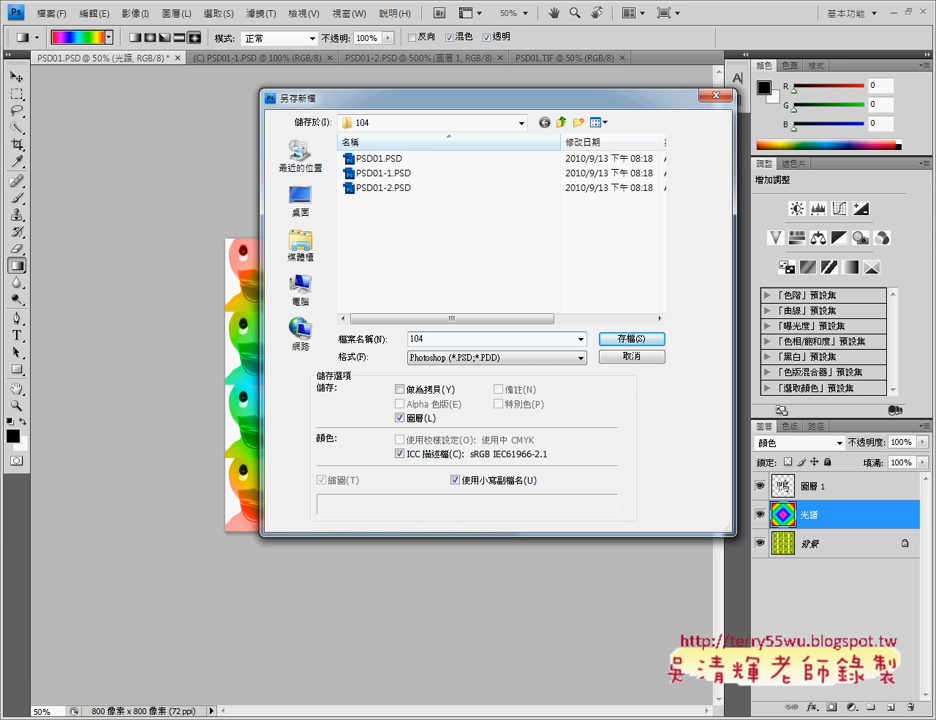 Ps 檔案(F) 編輯(E) 影像(I) 圖層(L) 選取(S) 濾鏡(T) 檢視(V) 視窗(W) 說明(H) Br 50% 基本功能
模式: 正常 不透明: 100% 反向 混色 透明
PSD01.PSD @ 50% (光譜, RGB/8) * × (C) PSD01-1.PSD @ 100% (RGB/8) × PSD01-2.PSD @ 500% (圖層 1, RGB/8) × PSD01.TIF @ 50% (RGB/8) ×
顏色 色票 樣式
R 0
G 0
B 0
另存新檔
儲存於(I): 104
名稱 修改日期
PSD01.PSD 2010/9/13 下午 08:18
PSD01-1.PSD 2010/9/13 下午 08:18
PSD01-2.PSD 2010/9/13 下午 08:18
最近的位置
桌面
媒體櫃
電腦
網路
檔案名稱(N): 104 存檔(S)
格式(F): Photoshop (*.PSD;*.PDD) 取消
儲存選項
儲存: 做為拷貝(Y) 備註(N)
Alpha 色版(E) 特別色(P)
圖層(L)
顏色: 使用校樣設定(O): 使用中 CMYK
ICC 描述檔(C): sRGB IEC61966-2.1
縮圖(T) 使用小寫副檔名(U)
調整 遮色片
增加調整
「色階」預設集
「曲線」預設集
「曝光度」預設集
「色相/飽和度」預設集
「黑白」預設集
「色版混合器」預設集
「選取顏色」預設集
圖層 色版 路徑
顏色 不透明度: 100%
鎖定: 填滿: 100%
圖層 1
光譜
背景
http://terry55wu.blogspot.tw
吳清輝老師錄製
50% 800 像素 x 800 像素 (72 ppi)